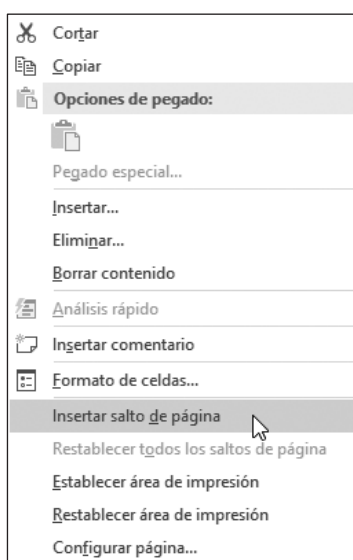 Cortar
Copiar
Opciones de pegado:
Pegado especial...
Insertar...
Eliminar...
Borrar contenido
Análisis rápido
Insertar comentario
Formato de celdas...
Insertar salto de página
Restablecer todos los saltos de página
Establecer área de impresión
Restablecer área de impresión
Configurar página...